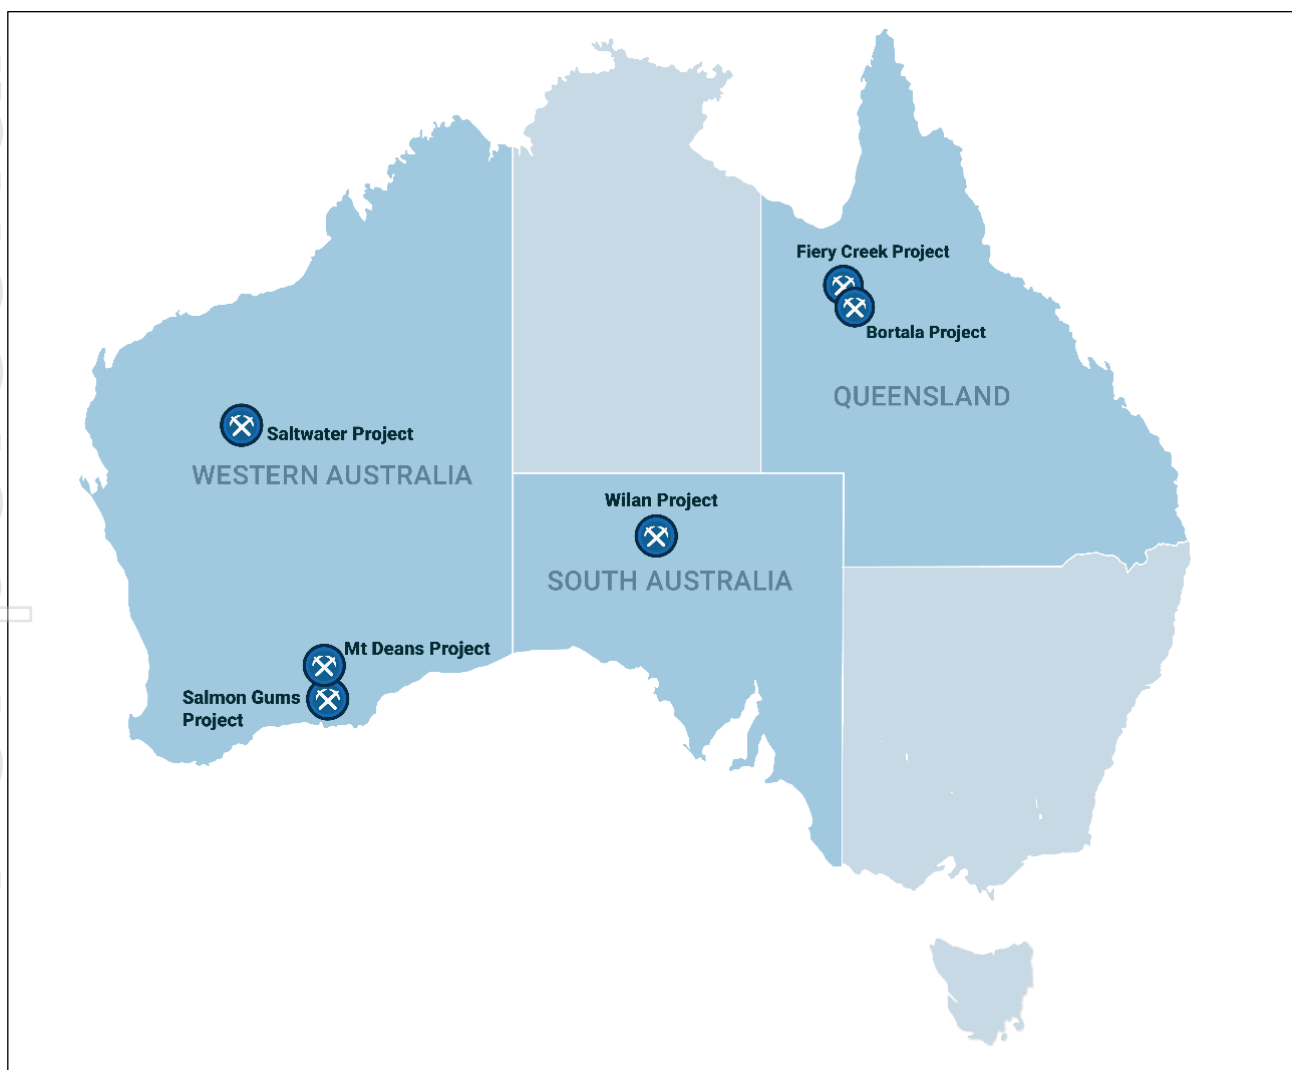 Fiery Creek Project
Bortala Project
QUEENSLAND
Saltwater Project
WESTERN AUSTRALIA
Wilan Project
SOUTH AUSTRALIA
Mt Deans Project
Salmon Gums
Project